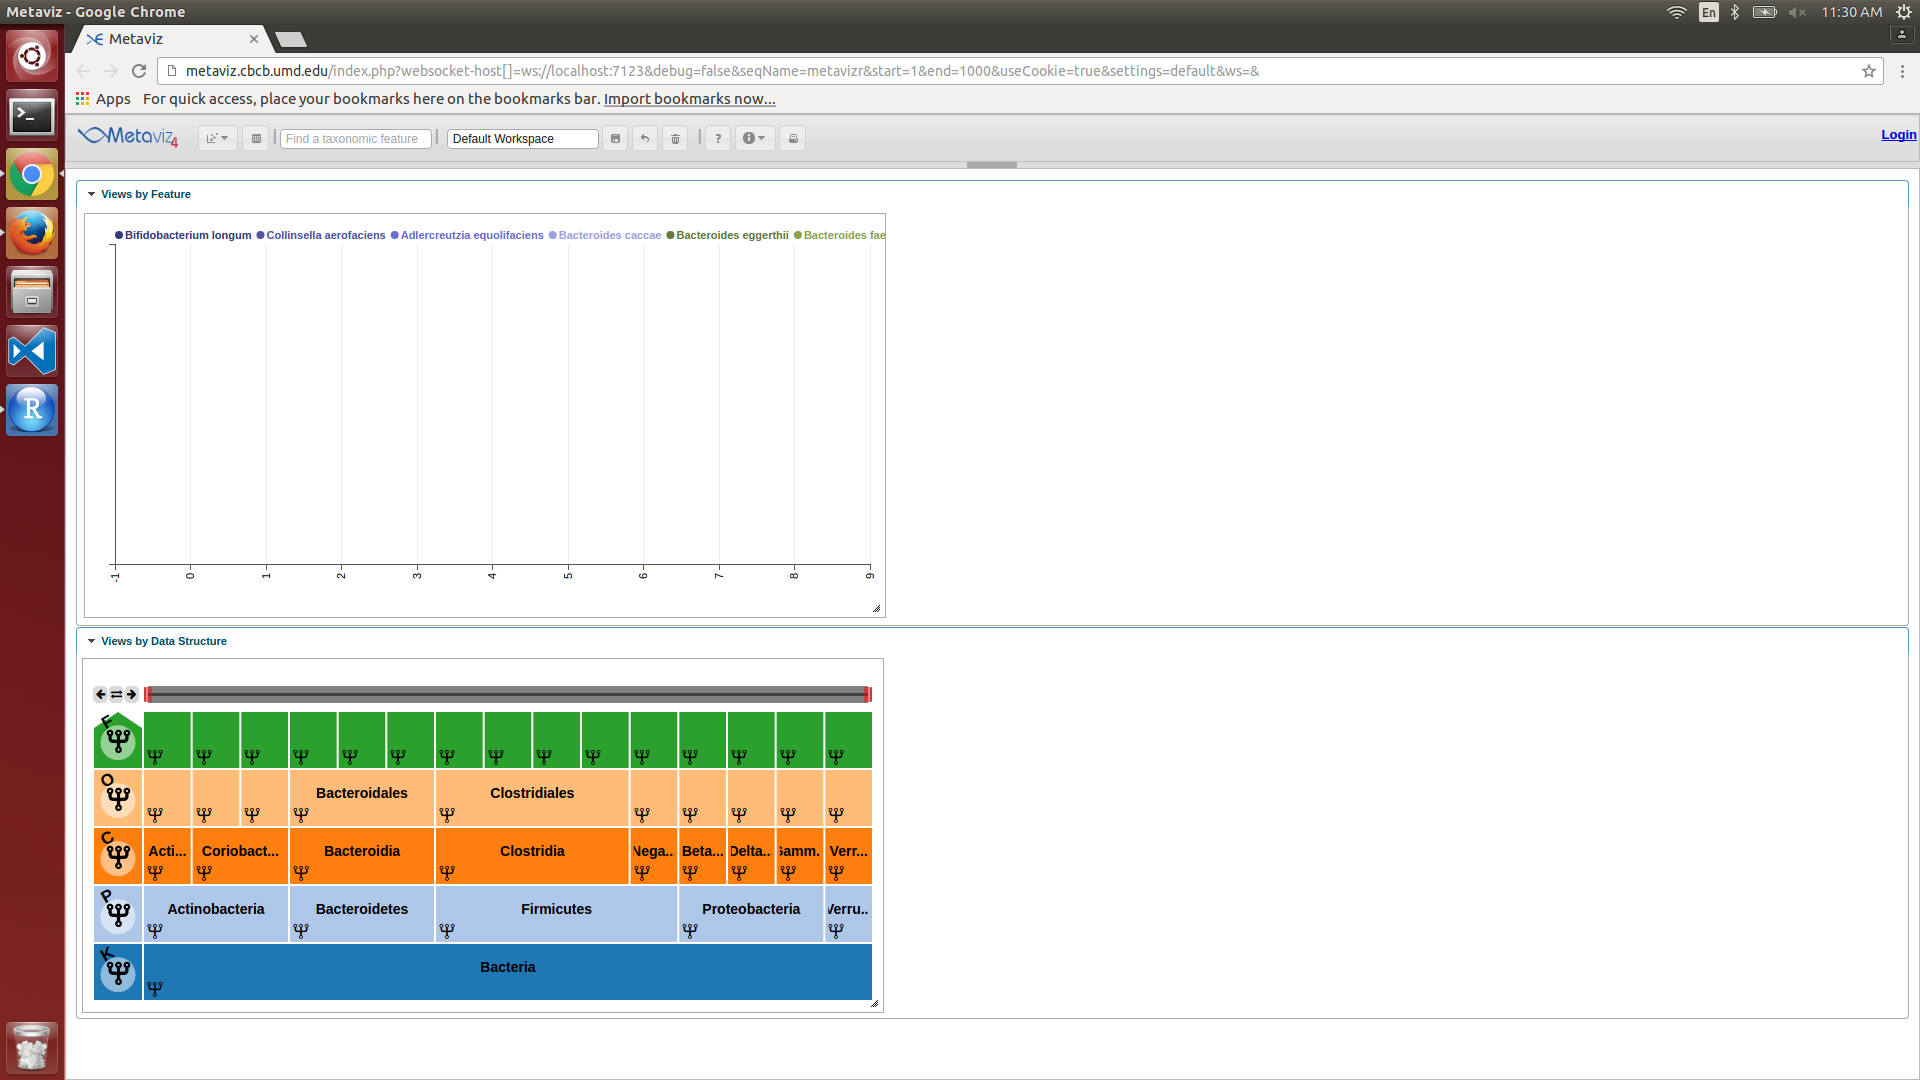 Metaviz - Google Chrome
En
11:30 AM
Metaviz
metaviz.cbcb.umd.edu/index.php?websocket-host[]=ws://localhost:7123&debug=false&seqName=metavizr&start=1&end=1000&useCookie=true&settings=default&ws=&
Apps For quick access, place your bookmarks here on the bookmarks bar. Import bookmarks now...
Metaviz 4
Find a taxonomic feature
Default Workspace
?
Login
Views by Feature
Bifidobacterium longum Collinsella aerofaciens Adlercreutzia equolifaciens Bacteroides caccae Bacteroides eggerthii Bacteroides fae
-1 0 1 2 3 4 5 6 7 8 9
Views by Data Structure
F
O Bacteroidales Clostridiales
C Acti... Coriobact... Bacteroidia Clostridia Nega... Beta... Delta... Gamm. Verr...
P Actinobacteria Bacteroidetes Firmicutes Proteobacteria Verru..
K Bacteria
R